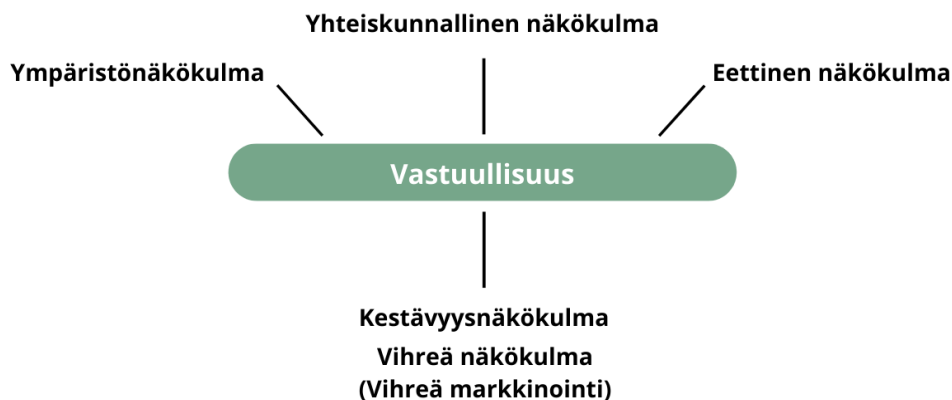 Yhteiskunnallinen näkökulma
Ympäristönäkökulma
Eettinen näkökulma
Vastuullisuus
Kestävyysnäkökulma
Vihreä näkökulma
(Vihreä markkinointi)